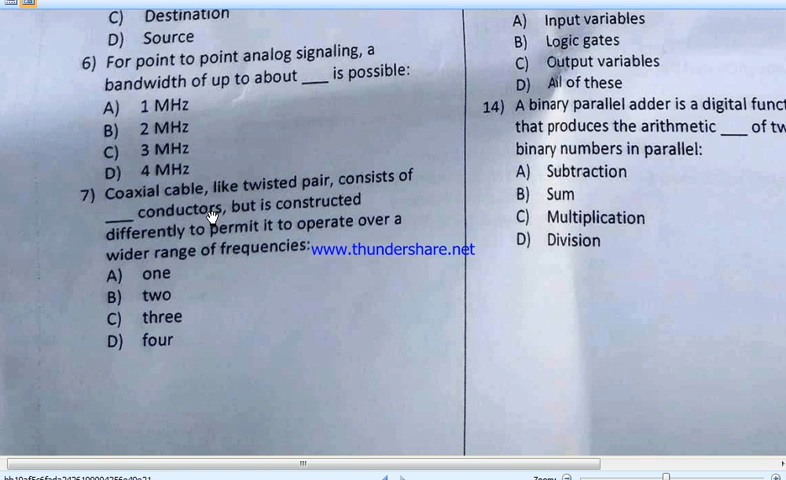 C) Destination
D) Source
6) For point to point analog signaling, a
bandwidth of up to about ___ is possible:
A) 1 MHz
B) 2 MHz
C) 3 MHz
D) 4 MHz
7) Coaxial cable, like twisted pair, consists of
___ conductors, but is constructed
differently to permit it to operate over a
wider range of frequencies:
www.thundershare.net
A) one
B) two
C) three
D) four
A) Input variables
B) Logic gates
C) Output variables
D) All of these
14) A binary parallel adder is a digital funct
that produces the arithmetic ___ of tw
binary numbers in parallel:
A) Subtraction
B) Sum
C) Multiplication
D) Division